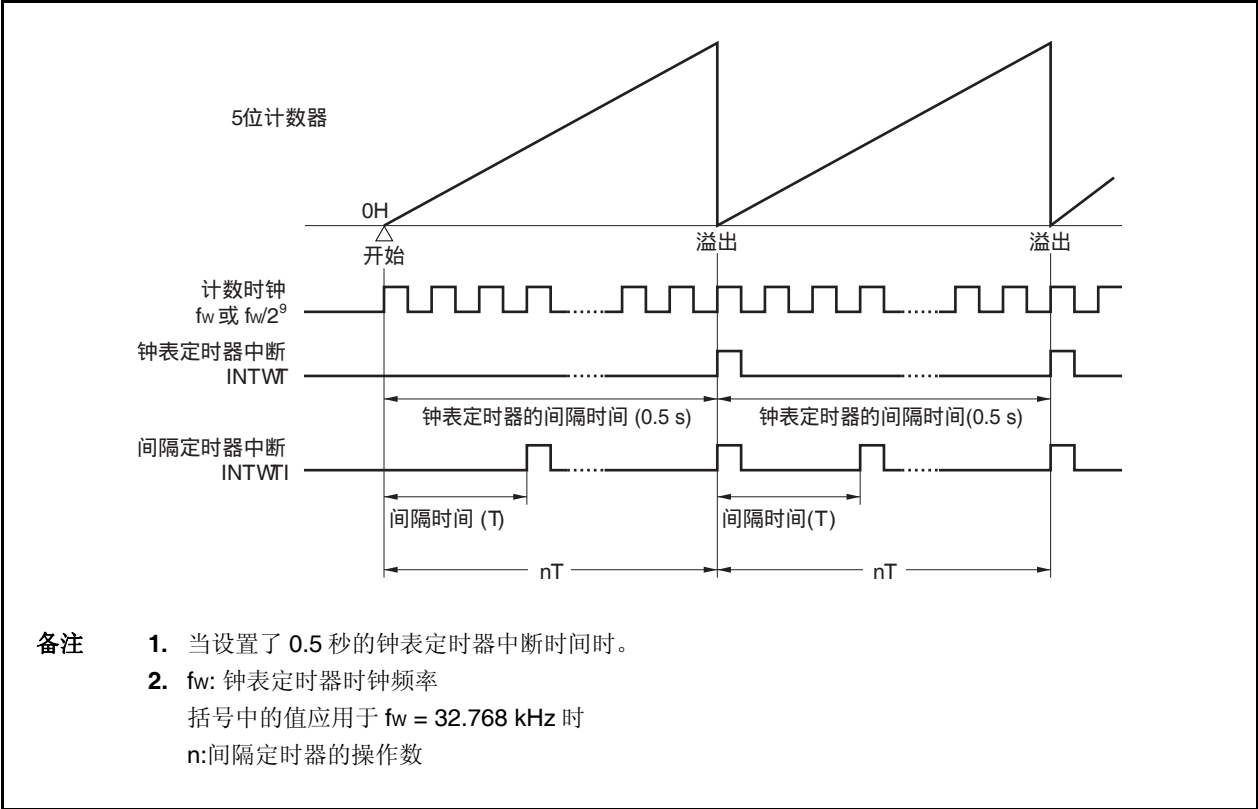 5位计数器
0H
开始
溢出
溢出
计数时钟
fw 或 fw/2⁹
钟表定时器中断
INTWT
钟表定时器的间隔时间 (0.5 s)
钟表定时器的间隔时间(0.5 s)
间隔定时器中断
INTWTI
间隔时间 (T)
间隔时间(T)
nT
nT
备注 1. 当设置了 0.5 秒的钟表定时器中断时间时。
2. fw: 钟表定时器时钟频率
括号中的值应用于 fw = 32.768 kHz 时
n:间隔定时器的操作数